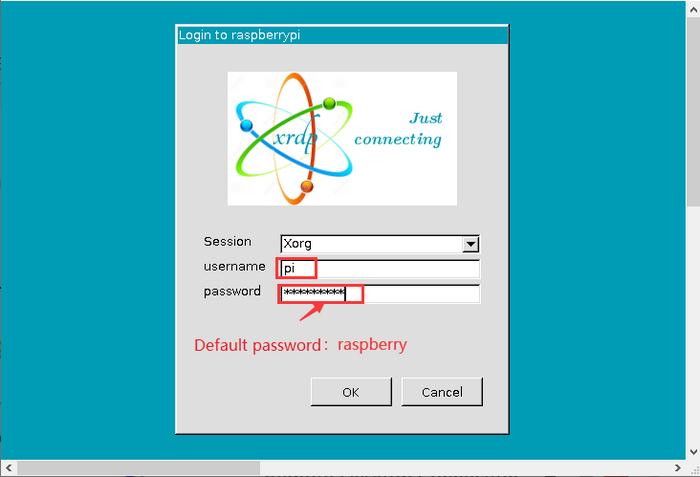 Login to raspberrypi
xrdp
Just
connecting
Session
Xorg
username
pi
password
*********
Default password: raspberry
OK
Cancel